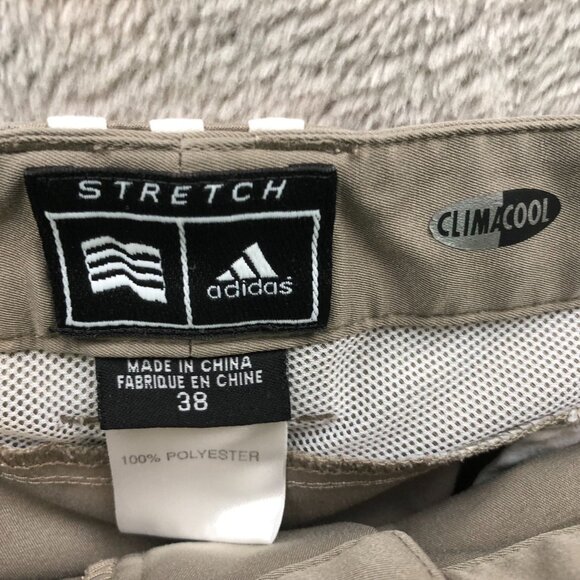 STRETCH
adidas
CLIMACOOL
MADE IN CHINA
FABRIQUE EN CHINE
38
100% POLYESTER